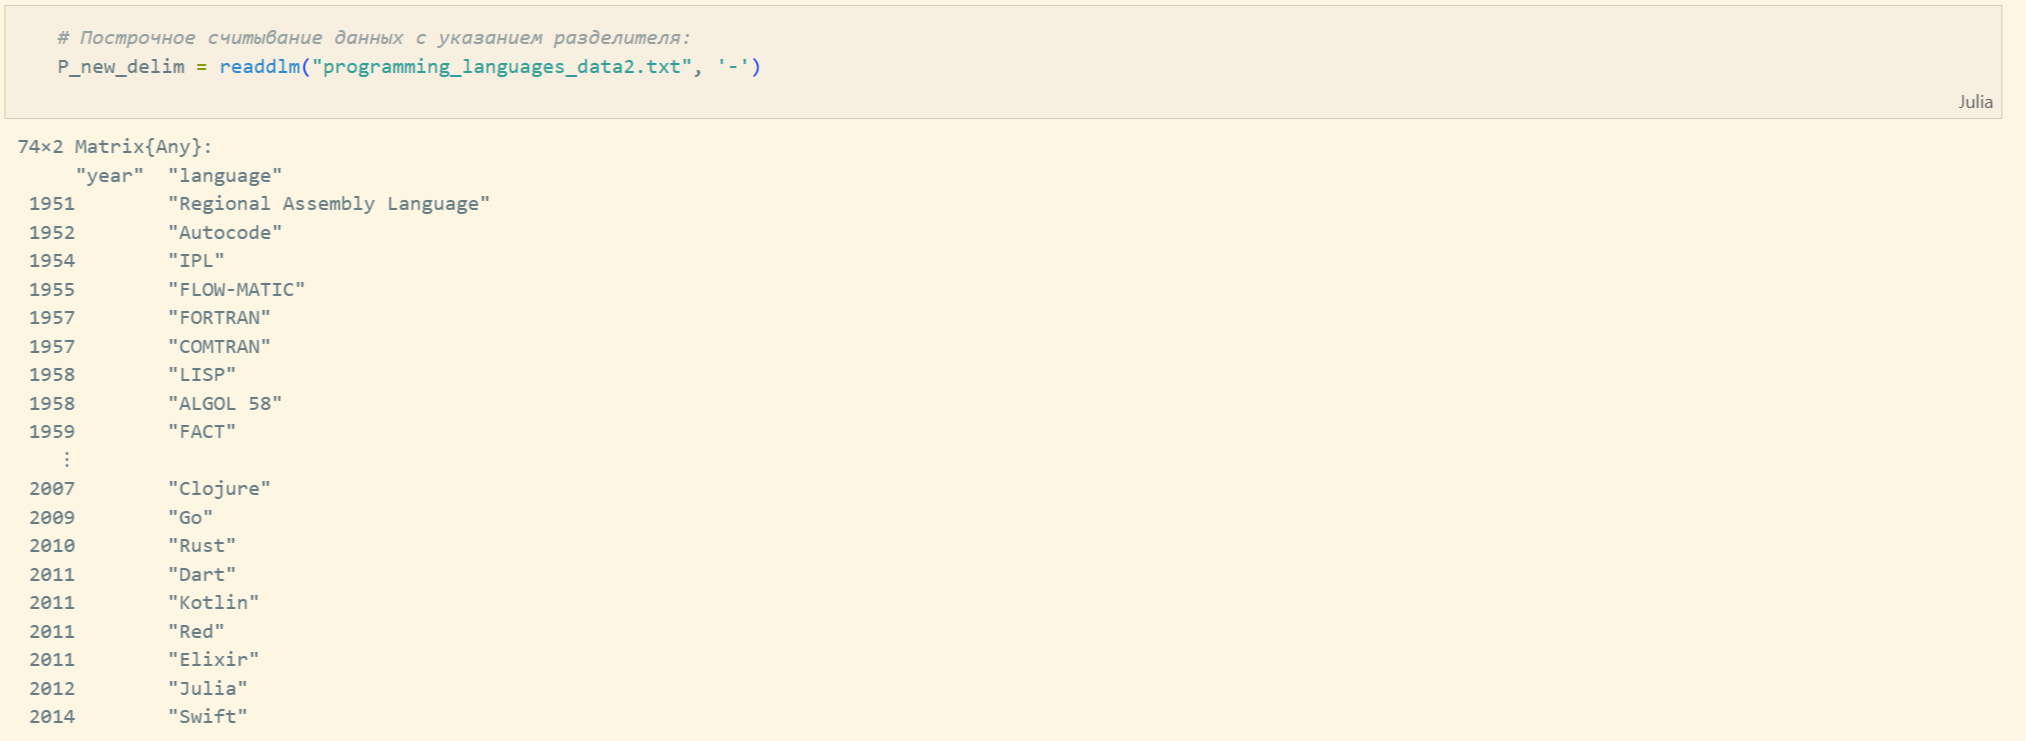 # Построчное считывание данных с указанием разделителя:
P_new_delim = readdlm("programming_languages_data2.txt", '-')
Julia
74×2 Matrix{Any}:
"year" "language"
1951 "Regional Assembly Language"
1952 "Autocode"
1954 "IPL"
1955 "FLOW-MATIC"
1957 "FORTRAN"
1957 "COMTRAN"
1958 "LISP"
1958 "ALGOL 58"
1959 "FACT"
⋮
2007 "Clojure"
2009 "Go"
2010 "Rust"
2011 "Dart"
2011 "Kotlin"
2011 "Red"
2011 "Elixir"
2012 "Julia"
2014 "Swift"